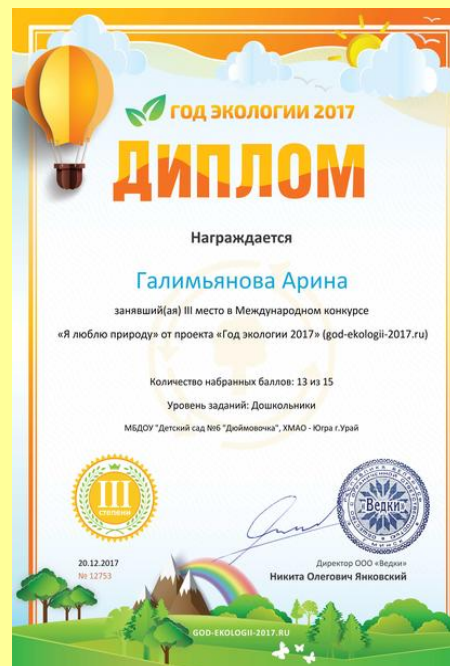 ГОД ЭКОЛОГИИ 2017
ДИПЛОМ
Награждается
Галимьянова Арина
занявший(ая) III место в Международном конкурсе
«Я люблю природу» от проекта «Год экологии 2017» (god-ekologii-2017.ru)
Количество набранных баллов: 13 из 15
Уровень заданий: Дошкольники
МБДОУ "Детский сад №6 "Дюймовочка", ХМАО - Югра г.Урай
III
СТЕПЕНИ
«Ведки»
20.12.2017
№ 12753
Директор ООО «Ведки»
Никита Олегович Янковский
GOD-EKOLOGII-2017.RU